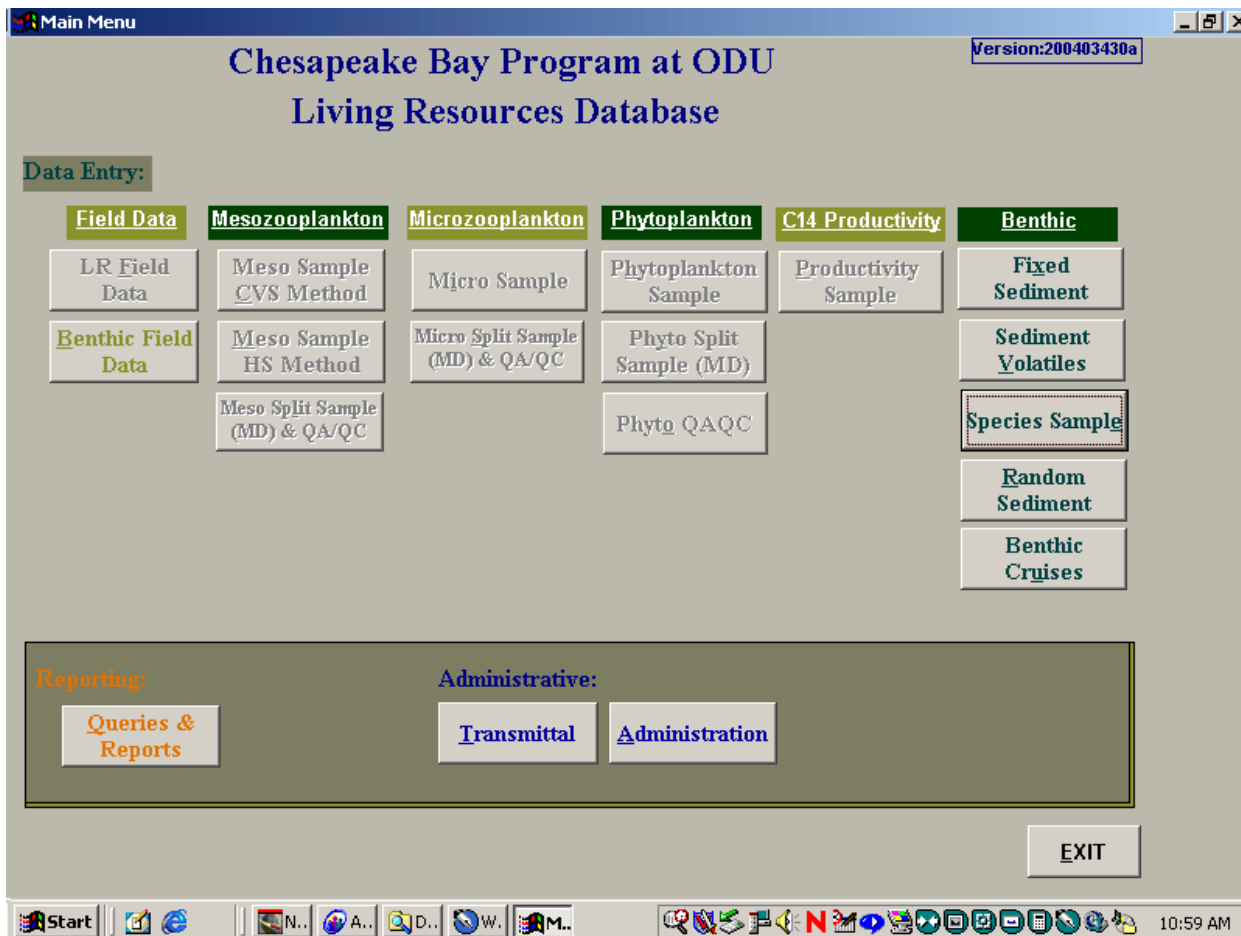 Main Menu
Version:200403430a
Chesapeake Bay Program at ODU
Living Resources Database
Data Entry:
Field Data
LR Field
Data
Benthic Field
Data
Mesozooplankton
Meso Sample
CVS Method
Meso Sample
HS Method
Meso Split Sample
(MD) & QA/QC
Microzooplankton
Micro Sample
Micro Split Sample
(MD) & QA/QC
Phytoplankton
Phytoplankton
Sample
Phyto Split
Sample (MD)
Phyto QAQC
C14 Productivity
Productivity
Sample
Benthic
Fixed
Sediment
Sediment
Volatiles
Species Sample
Random
Sediment
Benthic
Cruises
Reporting:
Queries &
Reports
Administrative:
Transmittal
Administration
EXIT
Start
N..
A..
D..
W.
M..
N
10:59 AM